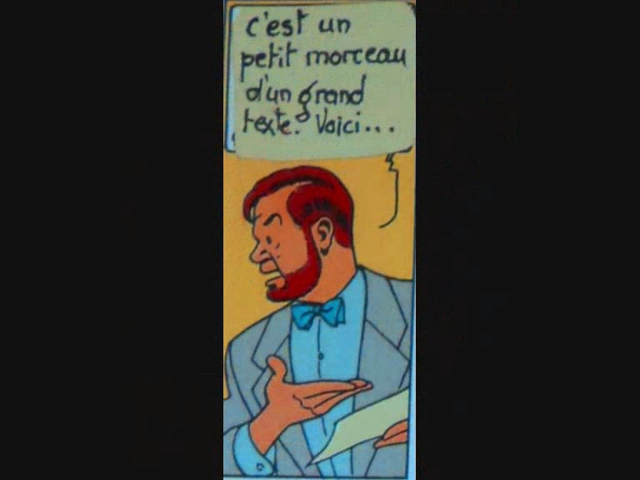 c'est un
petit morceau
d'un grand
texte. Voici...